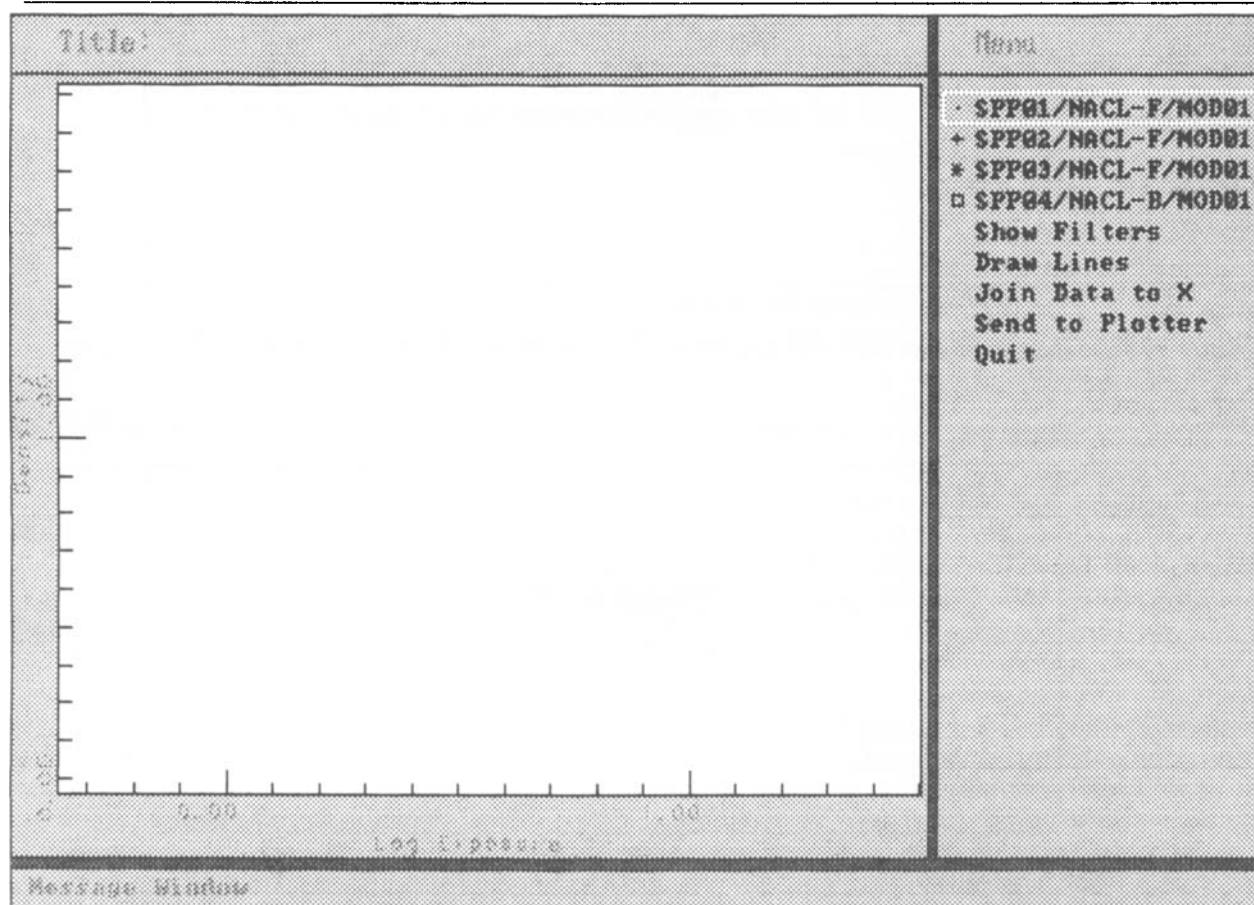 Title:
Menu
· SPP01/NACL-F/MOD01
+ SPP02/NACL-F/MOD01
* SPP03/NACL-F/MOD01
□ SPP04/NACL-B/MOD01
Show Filters
Draw Lines
Join Data to X
Send to Plotter
Quit
Density
0.00
1.00
Log Exposure
Message Window